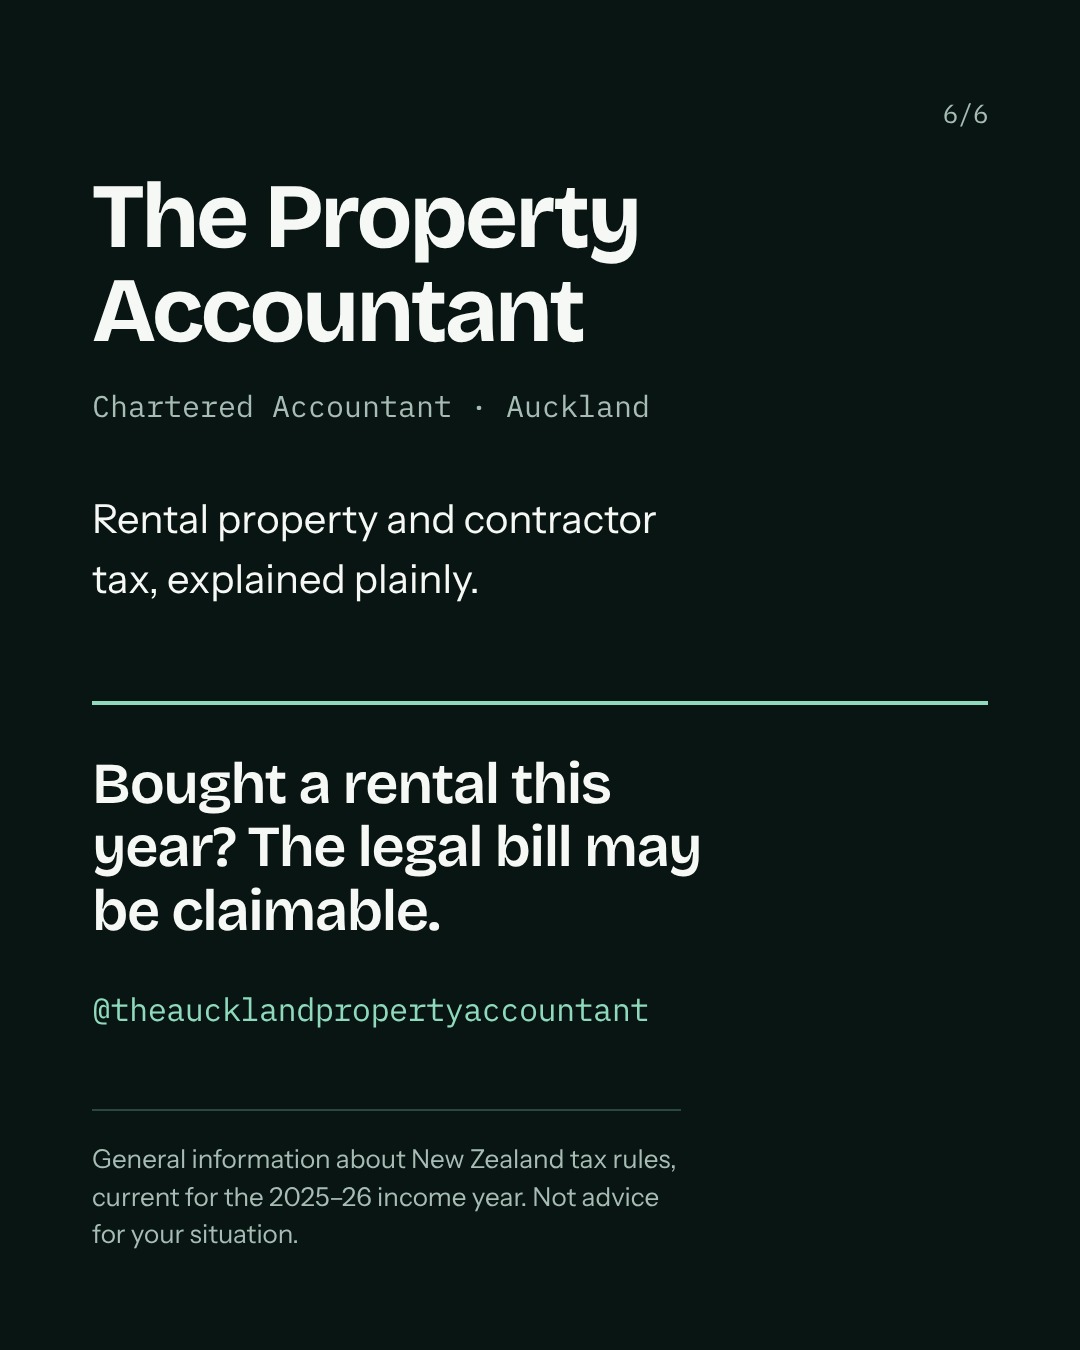 6/6
The Property
Accountant
Chartered Accountant · Auckland
Rental property and contractor
tax, explained plainly.
Bought a rental this
year? The legal bill may
be claimable.
@theaucklandpropertyaccountant
General information about New Zealand tax rules,
current for the 2025–26 income year. Not advice
for your situation.